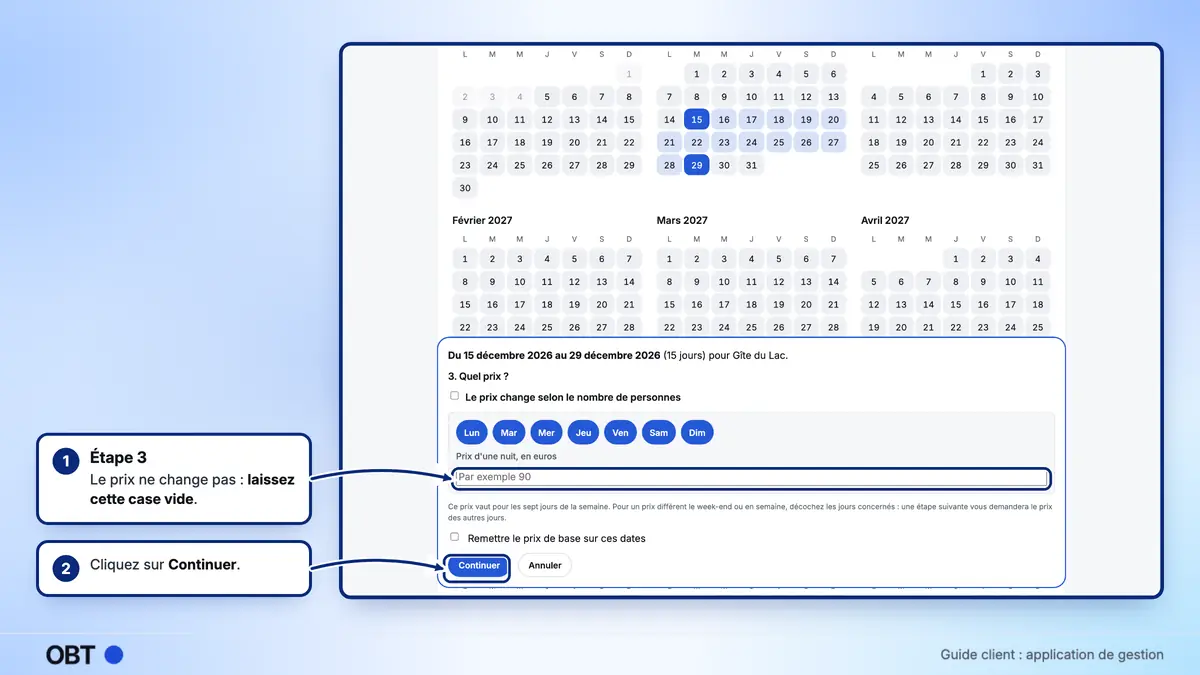 L M M J V S D
1
2 3 4 5 6 7 8
9 10 11 12 13 14 15
16 17 18 19 20 21 22
23 24 25 26 27 28 29
30
L M M J V S D
1 2 3 4 5 6
7 8 9 10 11 12 13
14 15 16 17 18 19 20
21 22 23 24 25 26 27
28 29 30 31
L M M J V S D
1 2 3
4 5 6 7 8 9 10
11 12 13 14 15 16 17
18 19 20 21 22 23 24
25 26 27 28 29 30 31
Février 2027
L M M J V S D
1 2 3 4 5 6 7
8 9 10 11 12 13 14
15 16 17 18 19 20 21
22 23 24 25 26 27 28
Mars 2027
L M M J V S D
1 2 3 4 5 6 7
8 9 10 11 12 13 14
15 16 17 18 19 20 21
22 23 24 25 26 27 28
Avril 2027
L M M J V S D
1 2 3 4
5 6 7 8 9 10 11
12 13 14 15 16 17 18
19 20 21 22 23 24 25
Du 15 décembre 2026 au 29 décembre 2026 (15 jours) pour Gîte du Lac.
3. Quel prix ?
Le prix change selon le nombre de personnes
Lun Mar Mer Jeu Ven Sam Dim
Prix d'une nuit, en euros
Par exemple 90
Ce prix vaut pour les sept jours de la semaine. Pour un prix différent le week-end ou en semaine, décochez les jours concernés : une étape suivante vous demandera le prix
des autres jours.
Remettre le prix de base sur ces dates
Continuer Annuler
1 Étape 3
Le prix ne change pas : laissez
cette case vide.
2 Cliquez sur Continuer.
OBT
Guide client : application de gestion